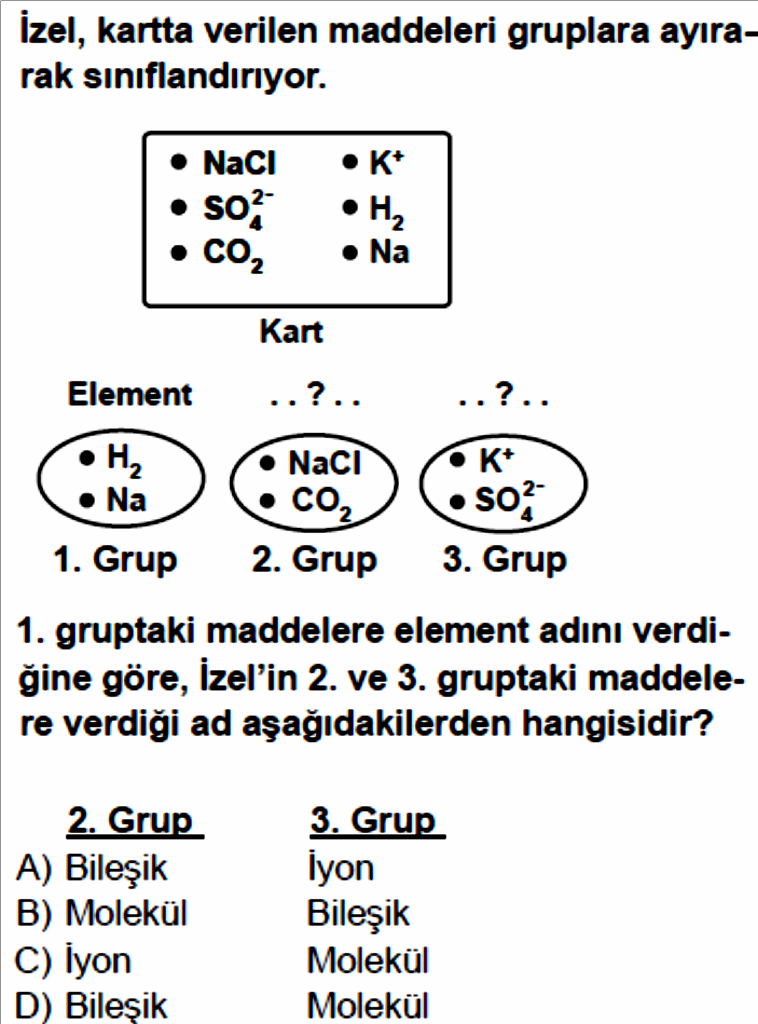 İzel, kartta verilen maddeleri gruplara ayıra-
rak sınıflandırıyor.
• NaCl • K⁺
• SO₄²⁻ • H₂
• CO₂ • Na
Kart
Element . . ? . . . . ? . .
• H₂ • NaCl • K⁺
• Na • CO₂ • SO₄²⁻
1. Grup 2. Grup 3. Grup
1. gruptaki maddelere element adını verdi-
ğine göre, İzel’in 2. ve 3. gruptaki maddele-
re verdiği ad aşağıdakilerden hangisidir?
2. Grup 3. Grup
A) Bileşik İyon
B) Molekül Bileşik
C) İyon Molekül
D) Bileşik Molekül